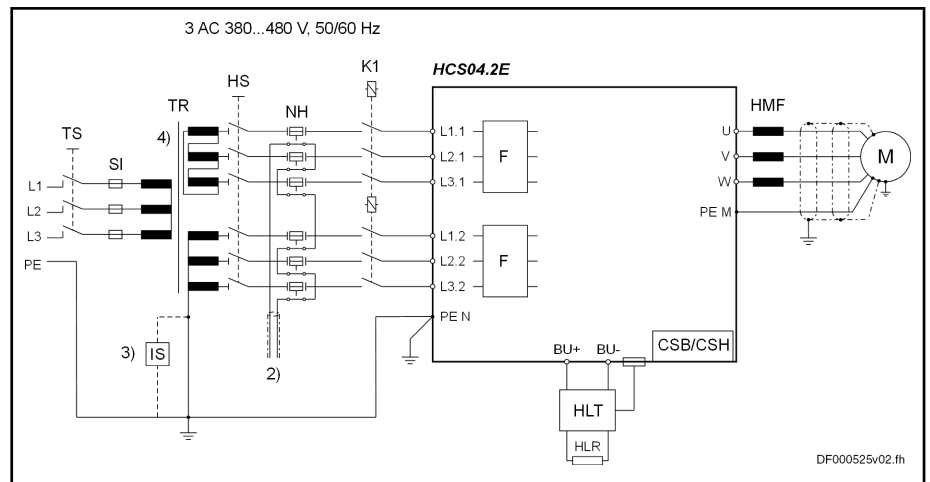 3 AC 380...480 V, 50/60 Hz
K1
HCS04.2E
HS
TR
NH
HMF
TS
4)
L1.1
U
SI
L2.1
F
V
M
L1
L3.1
W
L2
PE M
L3
L1.2
PE
L2.2
F
L3.2
PE N
3)
IS
CSB/CSH
BU+
BU-
2)
HLT
HLR
DF000525v02.fh